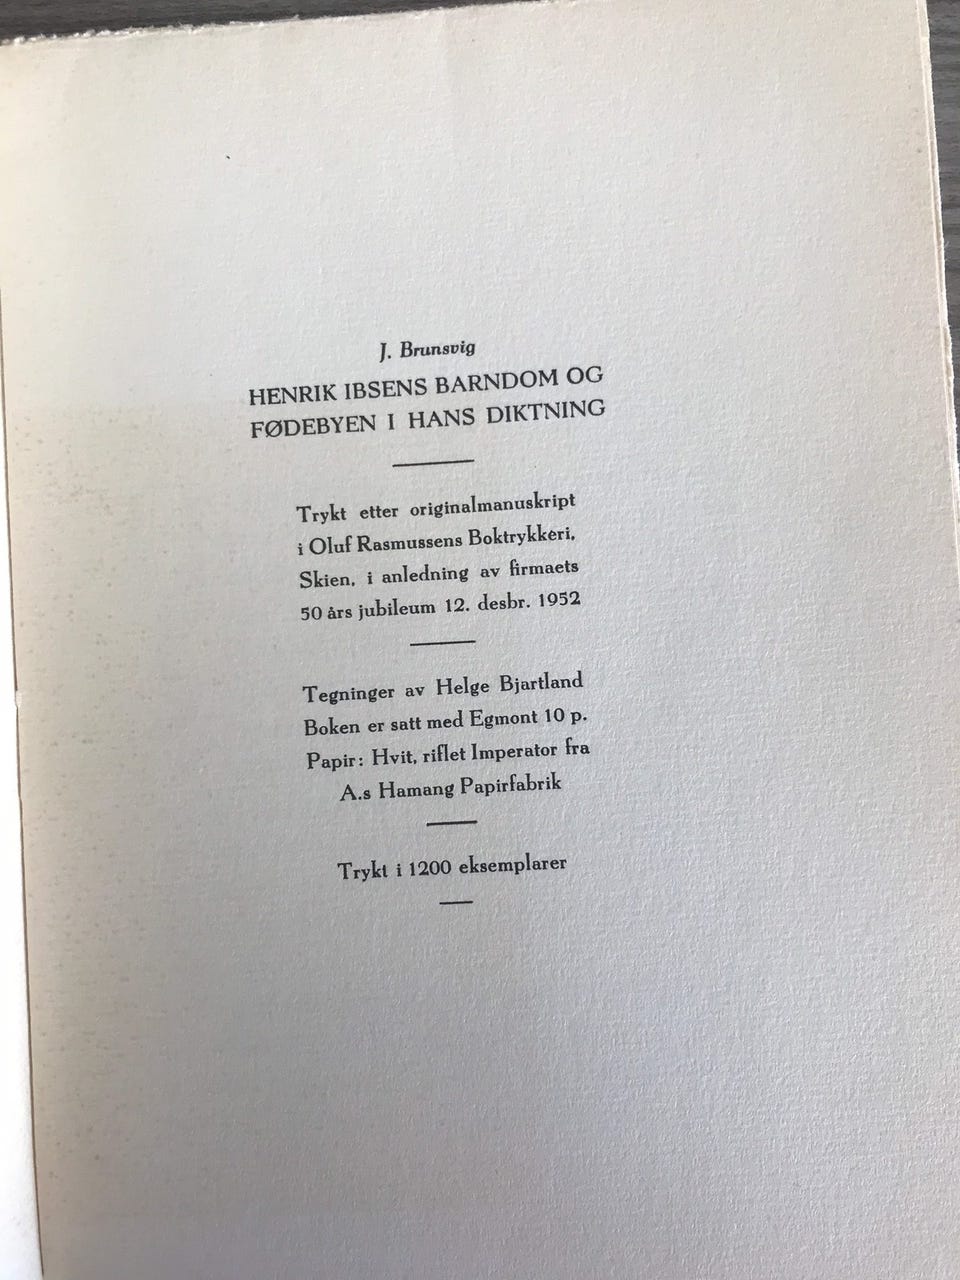 J. Brunsvig
HENRIK IBSENS BARNDOM OG
FØDEBYEN I HANS DIKTNING
Trykt etter originalmanuskript
i Oluf Rasmussens Boktrykkeri,
Skien, i anledning av firmaets
50 års jubileum 12. desbr. 1952
Tegninger av Helge Bjartland
Boken er satt med Egmont 10 p.
Papir: Hvit, riflet Imperator fra
A.s Hamang Papirfabrik
Trykt i 1200 eksemplarer